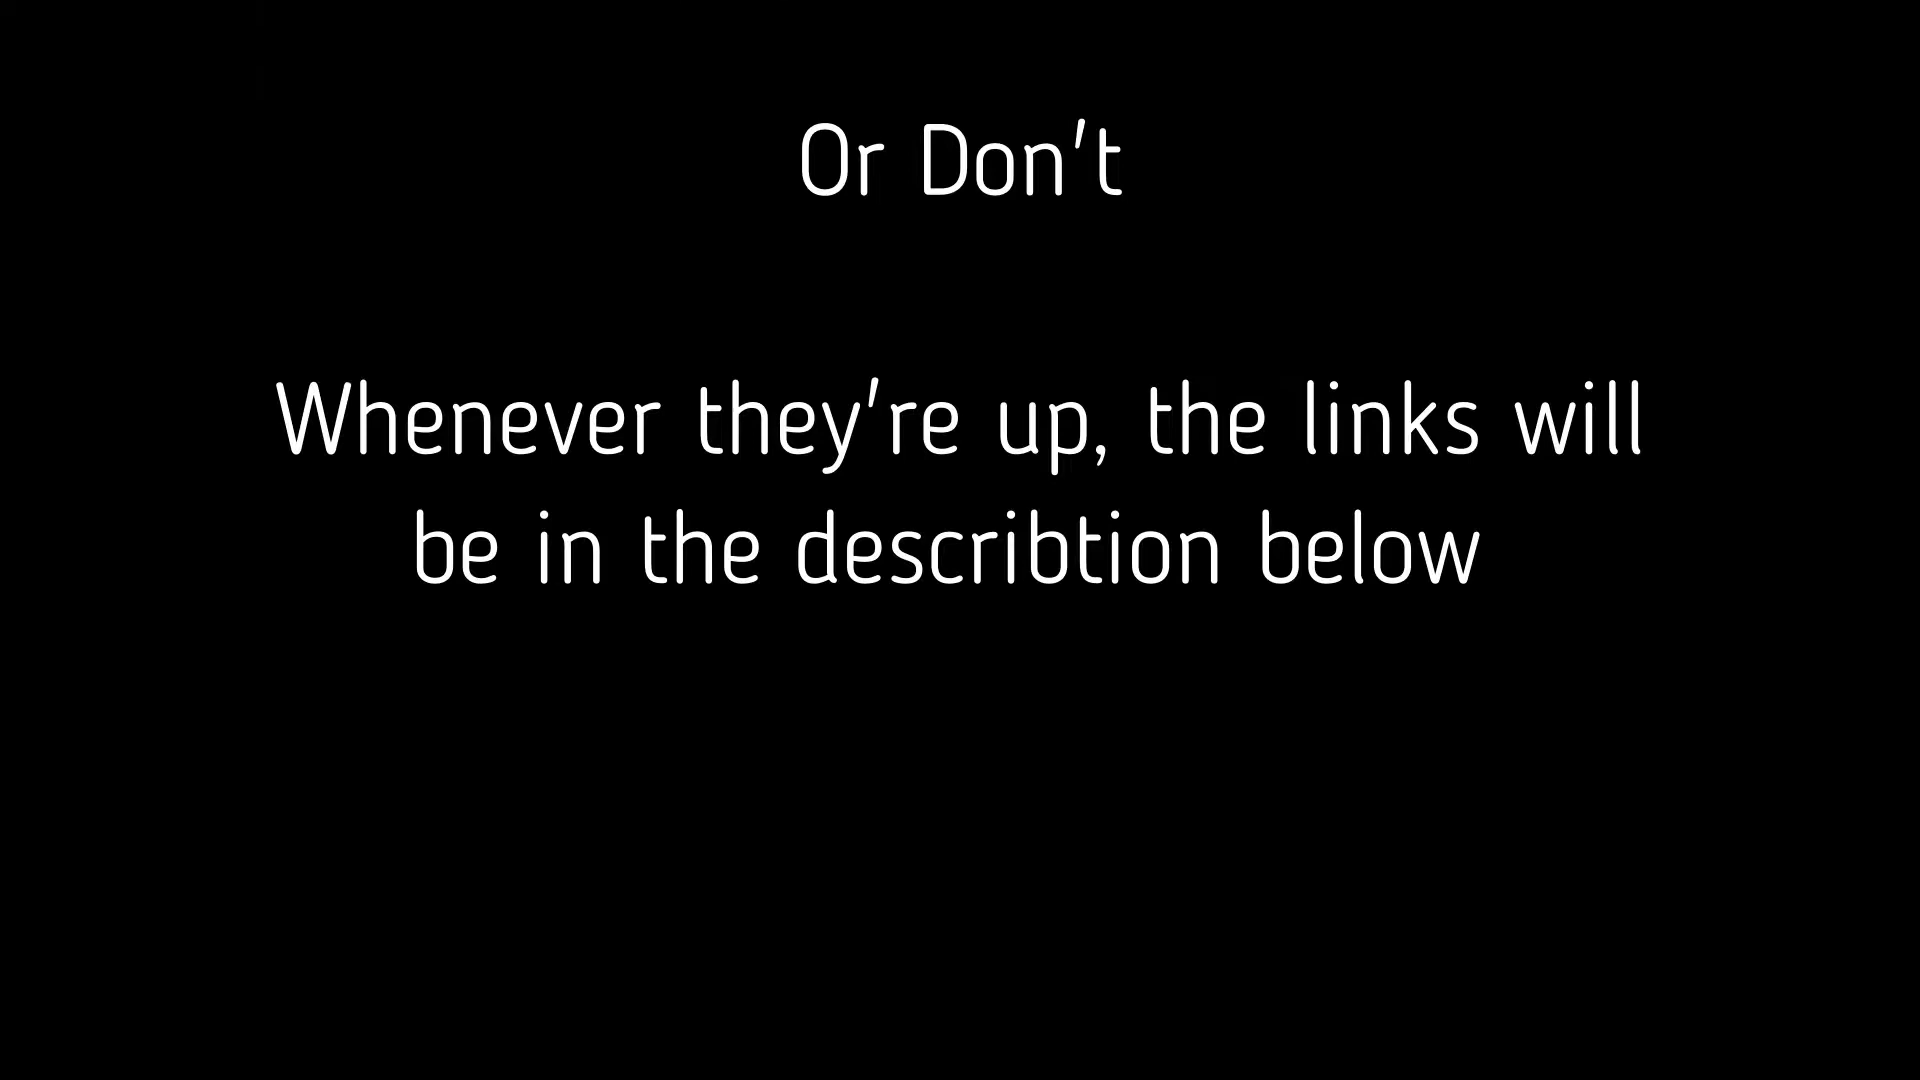 Or Don't
Whenever they're up, the links will
be in the describtion below